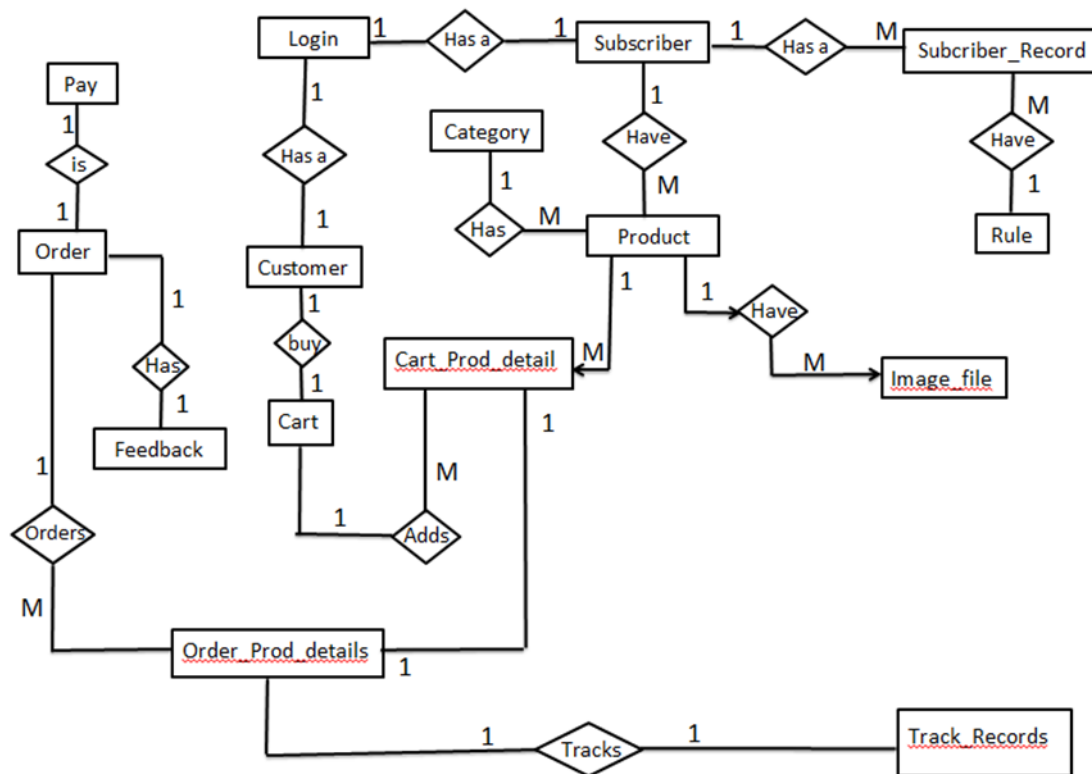 Login
1
Has a
1
Subscriber
1
Has a
M
Subcriber_Record
Pay
1
is
1
Order
1
Has a
1
Customer
Category
1
Has
M
1
Have
M
Product
M
Have
1
Rule
1
Has
1
Feedback
1
buy
1
Cart
1
M
Cart_Prod_detail
1
Have
M
Image_file
1
Orders
M
1
Adds
M
1
Order_Prod_details
1
1
Tracks
1
Track_Records